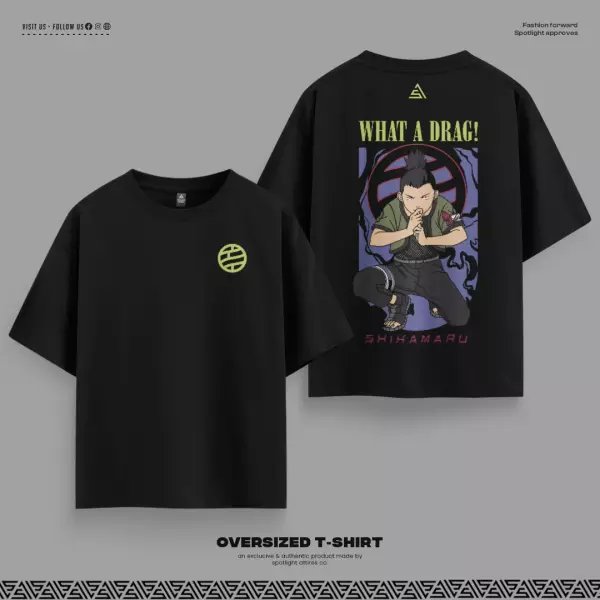 VISIT US - FOLLOW US
Fashion forward
Spotlight approves
WHAT A DRAG!
SHIKAMARU
OVERSIZED T-SHIRT
an exclusive & authentic product made by
spotlight attires co.